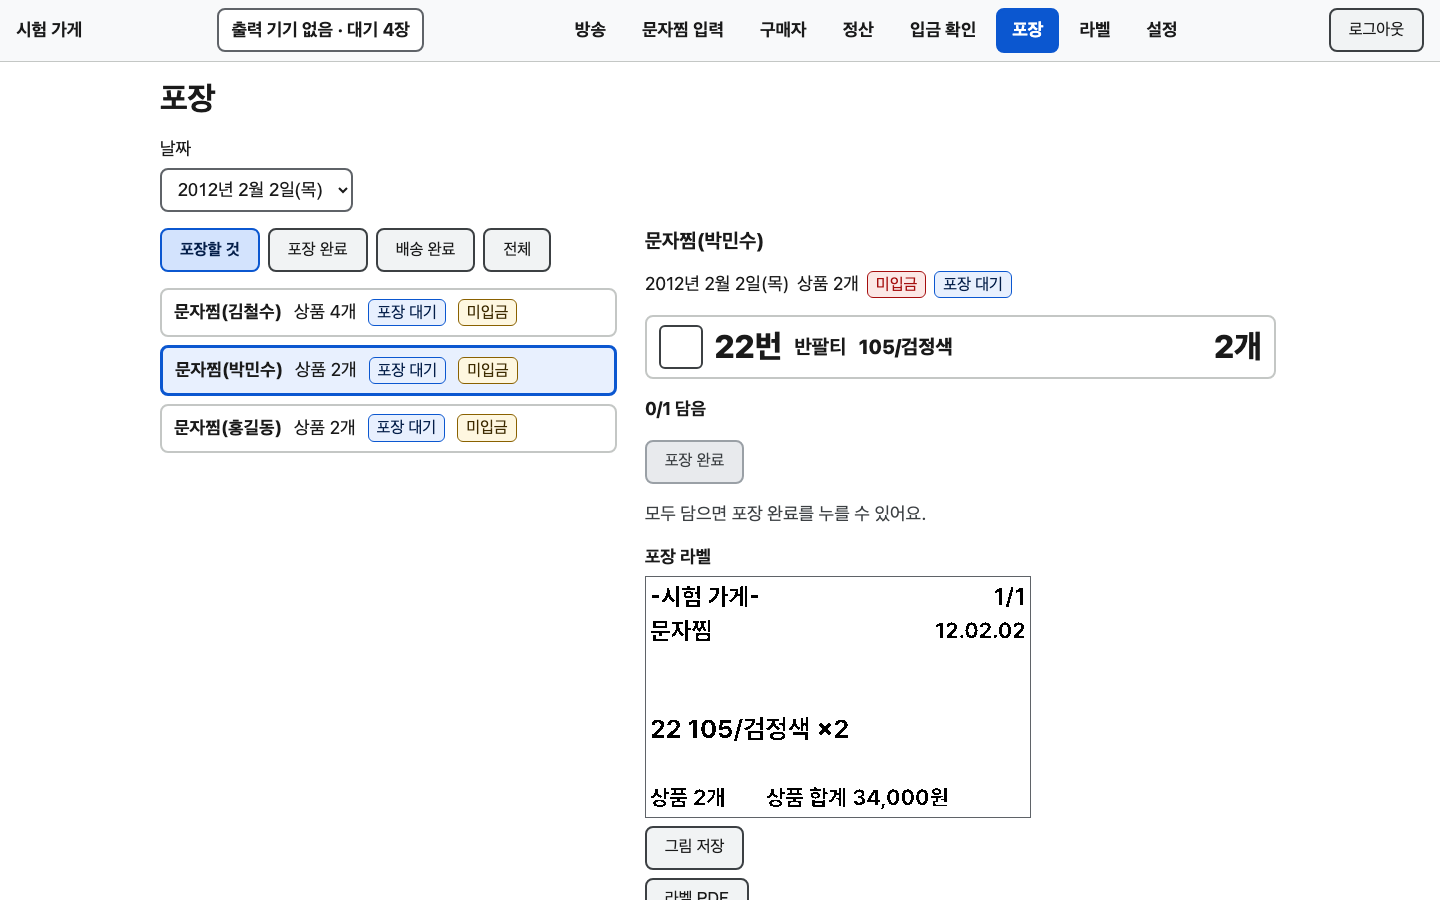 시험 가게
출력 기기 없음 · 대기 4장
방송 문자찜 입력 구매자 정산 입금 확인 포장 라벨 설정
로그아웃
포장
날짜
2012년 2월 2일(목)
포장할 것 포장 완료 배송 완료 전체
문자찜(김철수) 상품 4개 포장 대기 미입금
문자찜(박민수) 상품 2개 포장 대기 미입금
문자찜(홍길동) 상품 2개 포장 대기 미입금
문자찜(박민수)
2012년 2월 2일(목) 상품 2개 미입금 포장 대기
22번 반팔티 105/검정색 2개
0/1 담음
포장 완료
모두 담으면 포장 완료를 누를 수 있어요.
포장 라벨
-시험 가게- 1/1
문자찜 12.02.02
22 105/검정색 ×2
상품 2개 상품 합계 34,000원
그림 저장
라벨 PDF